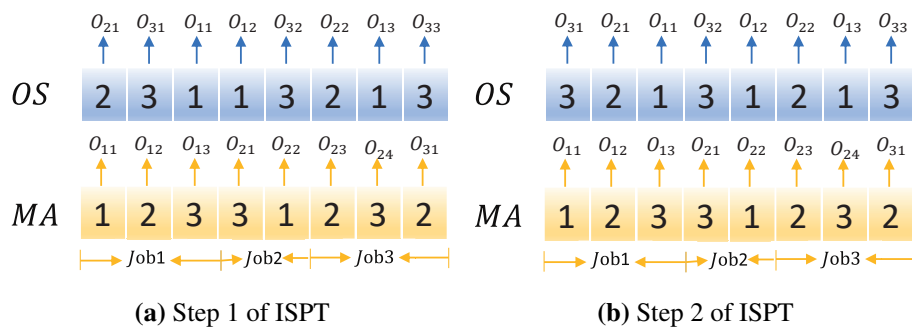 O21 O31 O11 O12 O32 O22 O13 O33
OS 2 3 1 1 3 2 1 3
O11 O12 O13 O21 O22 O23 O24 O31
MA 1 2 3 3 1 2 3 2
Job1 Job2 Job3
(a) Step 1 of ISPT
O31 O21 O11 O32 O12 O22 O13 O33
OS 3 2 1 3 1 2 1 3
O11 O12 O13 O21 O22 O23 O24 O31
MA 1 2 3 3 1 2 3 2
Job1 Job2 Job3
(b) Step 2 of ISPT